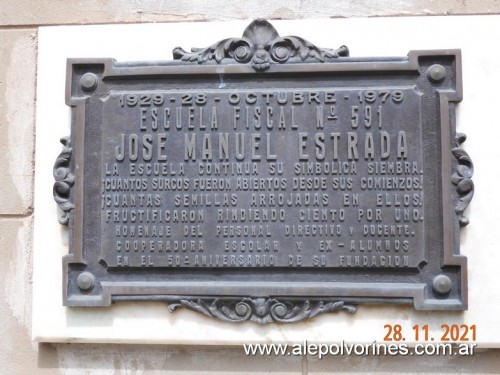 1929 - 28 - OCTUBRE - 1979
ESCUELA FISCAL Nº 591
JOSE MANUEL ESTRADA
LA ESCUELA CONTINUA SU SIMBOLICA SIEMBRA.
¡CUANTOS SURCOS FUERON ABIERTOS DESDE SUS COMIENZOS.
¡CUANTAS SEMILLAS ARROJADAS EN ELLOS
FRUCTIFICARON RINDIENDO CIENTO POR UNO.
HOMENAJE DEL PERSONAL DIRECTIVO y DOCENTE.
COOPERADORA ESCOLAR y EX-ALUMNOS
EN EL 50º ANIVERSARIO DE SU FUNDACION
28.11.2021
www.alepolvorines.com.ar